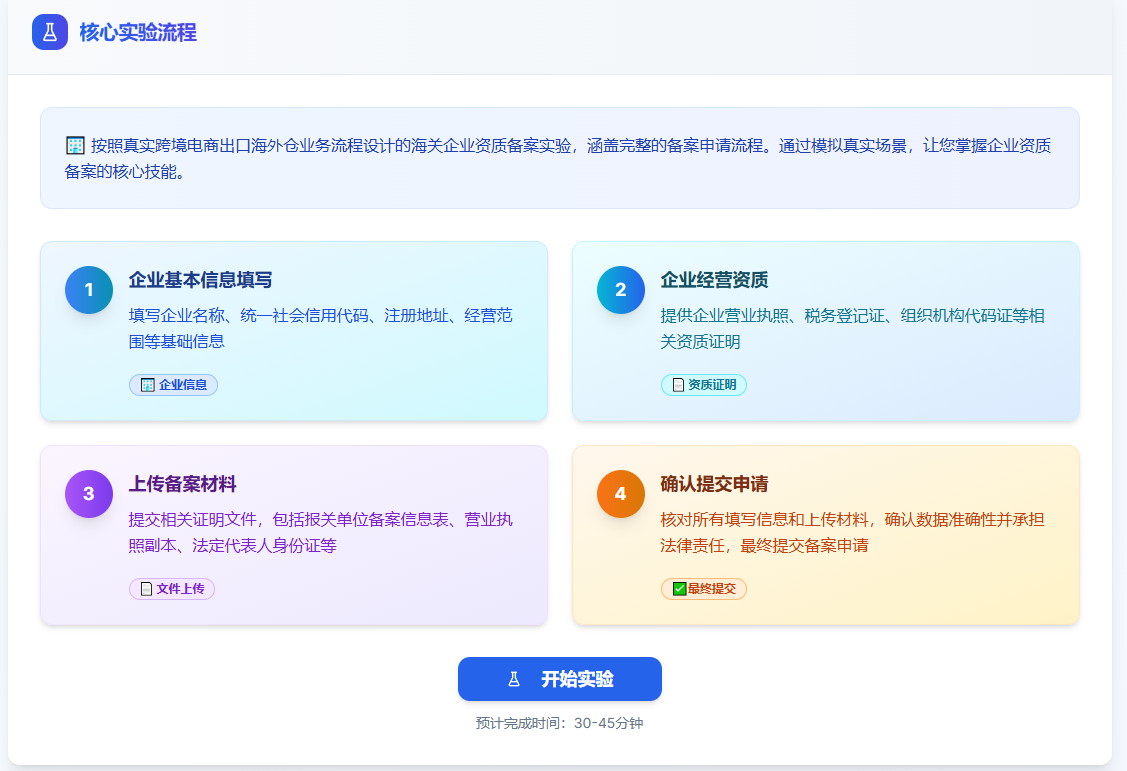 核心实验流程
按照真实跨境电商出口海外仓业务流程设计的海关企业资质备案实验，涵盖完整的备案申请流程。通过模拟真实场景，让您掌握企业资质
备案的核心技能。
1
企业基本信息填写
填写企业名称、统一社会信用代码、注册地址、经营范
围等基础信息
企业信息
2
企业经营资质
提供企业营业执照、税务登记证、组织机构代码证等相
关资质证明
资质证明
3
上传备案材料
提交相关证明文件，包括报关单位备案信息表、营业执
照副本、法定代表人身份证等
文件上传
4
确认提交申请
核对所有填写信息和上传材料，确认数据准确性并承担
法律责任，最终提交备案申请
最终提交
开始实验
预计完成时间：30-45分钟